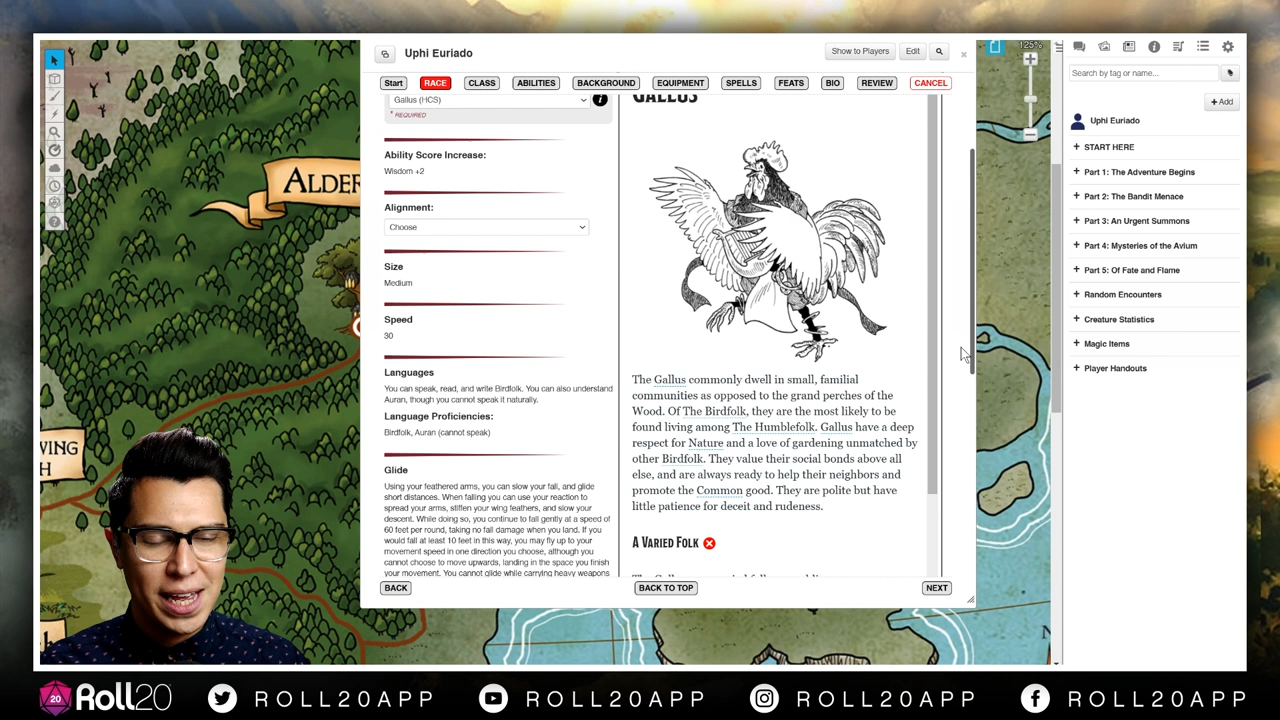 Uphi Euriado
Show to Players
Edit
Start
RACE
CLASS
ABILITIES
BACKGROUND
EQUIPMENT
SPELLS
FEATS
BIO
REVIEW
CANCEL
Gallus (HCS)
* REQUIRED
Ability Score Increase:
Wisdom +2
Alignment:
Choose
Size
Medium
Speed
30
Languages
You can speak, read, and write Birdfolk. You can also understand
Auran, though you cannot speak it naturally.
Language Proficiencies:
Birdfolk, Auran (cannot speak)
Glide
Using your feathered arms, you can slow your fall, and glide
short distances. When falling you can use your reaction to
spread your arms, stiffen your wing feathers, and slow your
descent. While doing so, you continue to fall gently at a speed of
60 feet per round, taking no fall damage when you land. If you
would fall at least 10 feet in this way, you may fly up to your
movement speed in one direction you choose, although you
cannot choose to move upwards, landing in the space you finish
your movement. You cannot glide while carrying heavy weapons
GALLUS
The Gallus commonly dwell in small, familial
communities as opposed to the grand perches of the
Wood. Of The Birdfolk, they are the most likely to be
found living among The Humblefolk. Gallus have a deep
respect for Nature and a love of gardening unmatched by
other Birdfolk. They value their social bonds above all
else, and are always ready to help their neighbors and
promote the Common good. They are polite but have
little patience for deceit and rudeness.
A VARIED FOLK
BACK
BACK TO TOP
NEXT
125%
Search by tag or name...
+ Add
Uphi Euriado
+ START HERE
+ Part 1: The Adventure Begins
+ Part 2: The Bandit Menace
+ Part 3: An Urgent Summons
+ Part 4: Mysteries of the Avium
+ Part 5: Of Fate and Flame
+ Random Encounters
+ Creature Statistics
+ Magic Items
+ Player Handouts
ALDER
WING
H
20
Roll20
ROLL20APP
ROLL20APP
ROLL20APP
ROLL20APP